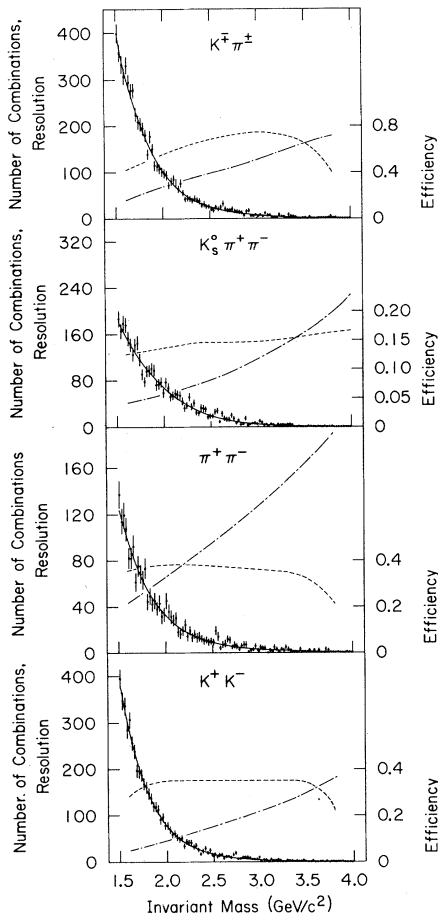 400
300
200
100
0
Number of Combinations,
Resolution
K∓ π±
0.8
0.4
0
Efficiency
320
240
160
80
0
Number of Combinations,
Resolution
K°s π+ π−
0.20
0.15
0.10
0.05
0
Efficiency
160
120
80
40
0
Number of Combinations
Resolution
π+ π−
0.4
0.2
0
Efficiency
400
300
200
100
0
Number. of Combinations,
Resolution
K+ K−
0.4
0.2
0
Efficiency
1.5 2.0 2.5 3.0 3.5 4.0
Invariant Mass (GeV/c²)